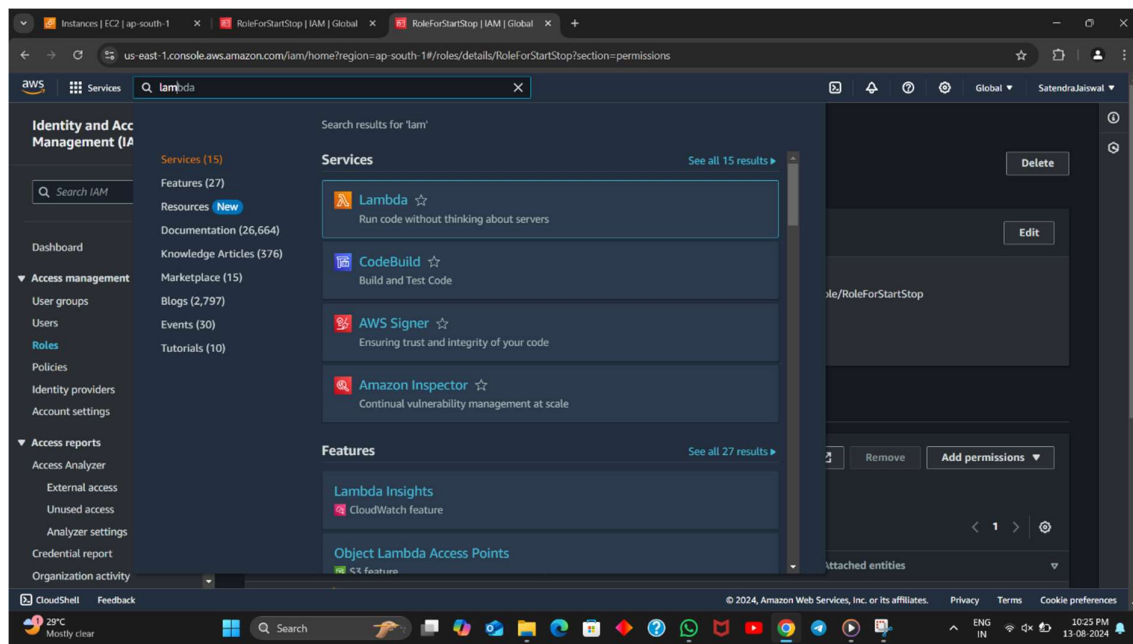 Instances | EC2 | ap-south-1
RoleForStartStop | IAM | Global
RoleForStartStop | IAM | Global
us-east-1.console.aws.amazon.com/iam/home?region=ap-south-1#/roles/details/RoleForStartStop?section=permissions
aws
Services
lambda
Global
SatendraJaiswal
Identity and Acc
Management (IA
Search IAM
Dashboard
Access management
User groups
Users
Roles
Policies
Identity providers
Account settings
Access reports
Access Analyzer
External access
Unused access
Analyzer settings
Credential report
Organization activity
Search results for 'lam'
Services (15)
Features (27)
Resources New
Documentation (26,664)
Knowledge Articles (376)
Marketplace (15)
Blogs (2,797)
Events (30)
Tutorials (10)
Services
See all 15 results
Lambda
Run code without thinking about servers
CodeBuild
Build and Test Code
AWS Signer
Ensuring trust and integrity of your code
Amazon Inspector
Continual vulnerability management at scale
Features
See all 27 results
Lambda Insights
CloudWatch feature
Object Lambda Access Points
S3 feature
Delete
Edit
ole/RoleForStartStop
Remove
Add permissions
1
Attached entities
CloudShell Feedback
© 2024, Amazon Web Services, Inc. or its affiliates. Privacy Terms Cookie preferences
1
29°C
Mostly clear
Search
ENG
IN
10:25 PM
13-08-2024